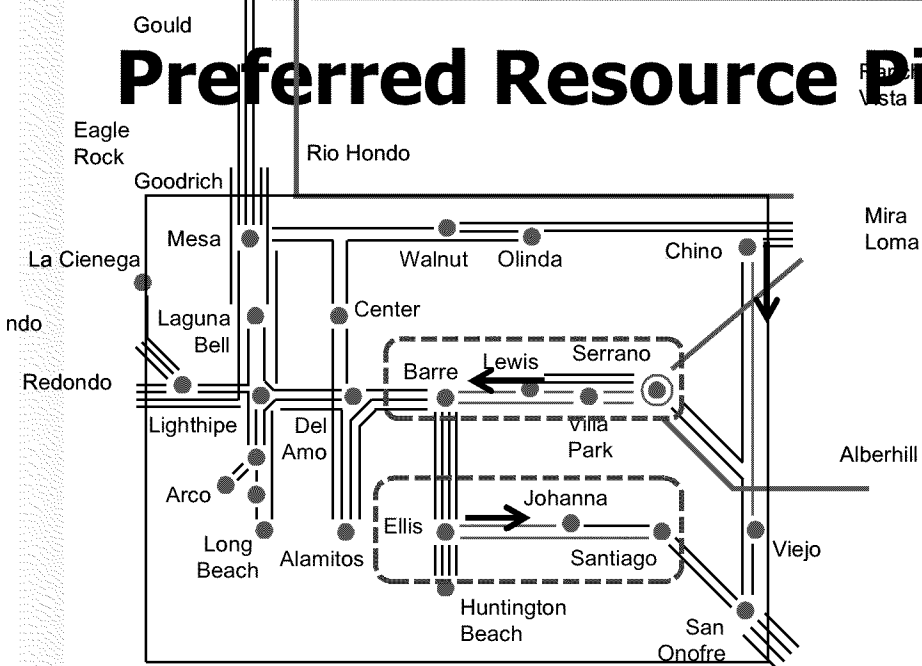 Gould
Preferred Resource Pi
Vista
Eagle
Rock
Rio Hondo
Goodrich
Mira
Loma
Mesa
La Cienega
Walnut
Olinda
Chino
ndo
Laguna
Bell
Center
Redondo
Barre
Lewis
Serrano
Lighthipe
Del
Amo
Villa
Park
Alberhill
Arco
Ellis
Johanna
Long
Beach
Alamitos
Santiago
Viejo
Huntington
Beach
San
Onofre